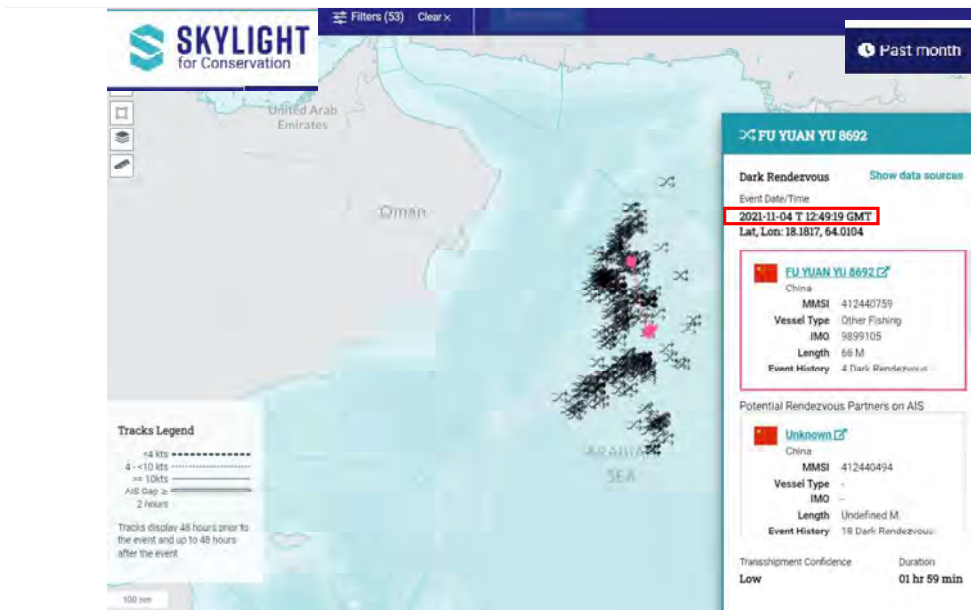 Filters (53) Clear ×
SKYLIGHT
for Conservation
Past month
United Arab
Emirates
Oman
ARABIAN
SEA
FU YUAN YU 8692
Dark Rendezvous Show data sources
Event Date/Time
2021-11-04 T 12:49:19 GMT
Lat, Lon: 18.1817, 64.0104
FU YUAN YU 8692
China
MMSI 412440759
Vessel Type Other Fishing
IMO 9899105
Length 66 M
Event History 4 Dark Rendezvous
Potential Rendezvous Partners on AIS
Unknown
China
MMSI 412440494
Vessel Type -
IMO -
Length Undefined M
Event History 18 Dark Rendezvous
Transshipment Confidence Duration
Low 01 hr 59 min
Tracks Legend
<4 kts
4 - <10 kts
>= 10kts
AIS Gap ≥
2 hours
Tracks display 48 hours prior to
the event and up to 48 hours
after the event
100 nm